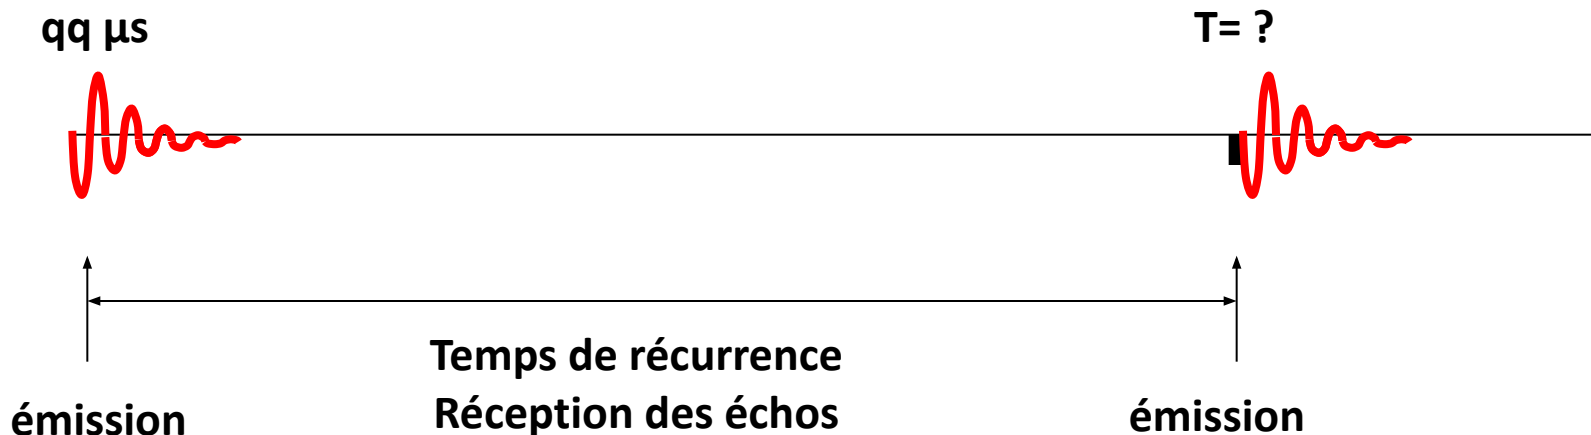 qq µs
T= ?
Temps de récurrence
Réception des échos
émission
émission